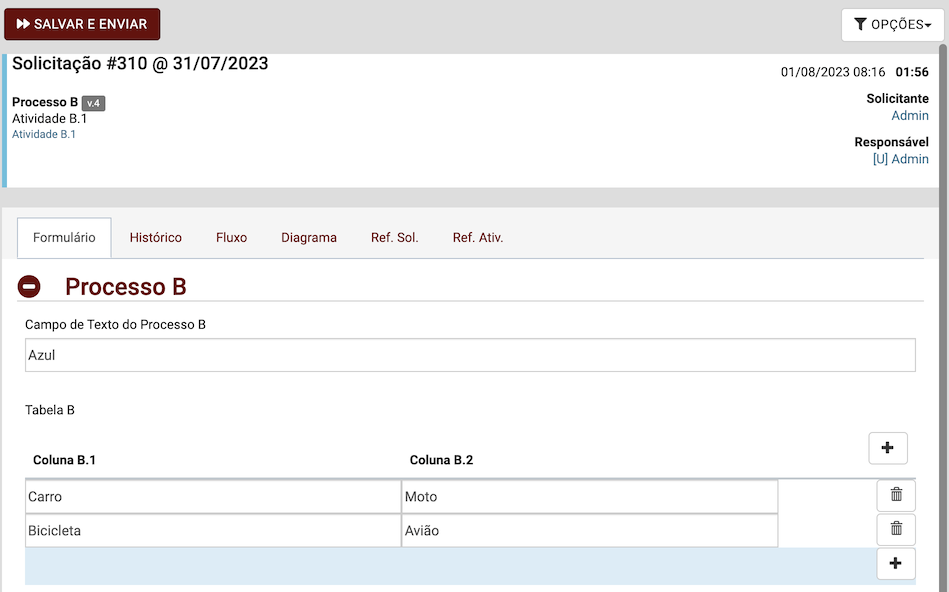 SALVAR E ENVIAR
OPÇÕES
Solicitação #310 @ 31/07/2023
01/08/2023 08:16 01:56
Processo B v.4
Atividade B.1
Atividade B.1
Solicitante
Admin
Responsável
[U] Admin
Formulário Histórico Fluxo Diagrama Ref. Sol. Ref. Ativ.
Processo B
Campo de Texto do Processo B
Azul
Tabela B
Coluna B.1 Coluna B.2
Carro Moto
Bicicleta Avião